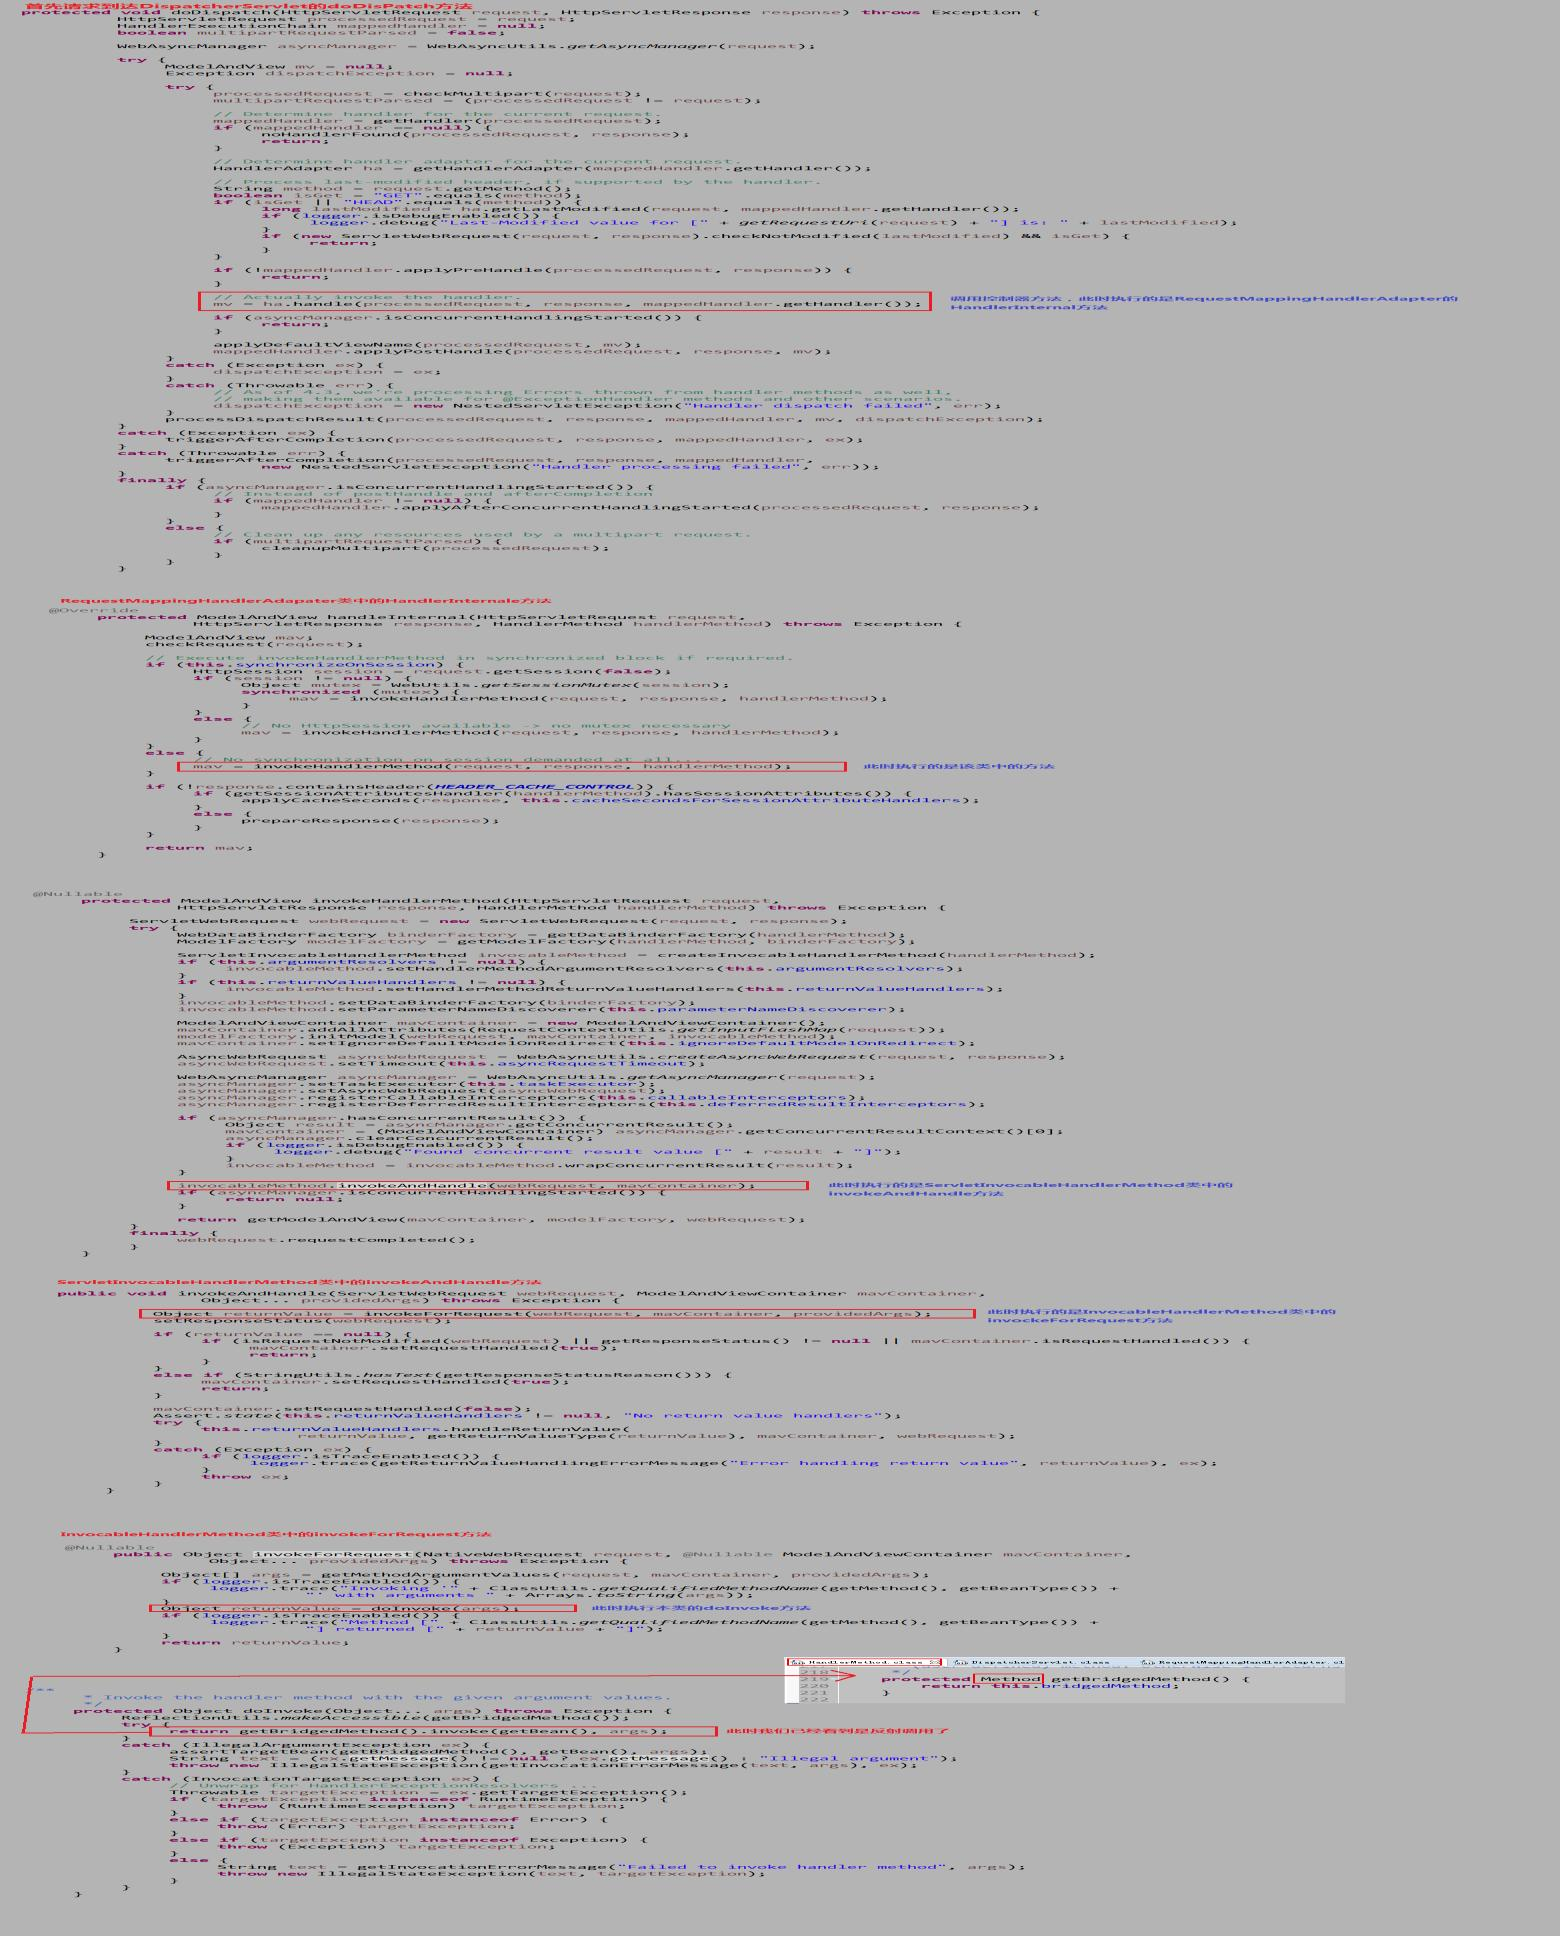 首先请求到达DispatcherServlet的doDisPatch方法
protected void doDispatch(HttpServletRequest request, HttpServletResponse response) throws Exception {
HttpServletRequest processedRequest = request;
HandlerExecutionChain mappedHandler = null;
boolean multipartRequestParsed = false;
WebAsyncManager asyncManager = WebAsyncUtils.getAsyncManager(request);
try {
ModelAndView mv = null;
Exception dispatchException = null;
try {
processedRequest = checkMultipart(request);
multipartRequestParsed = (processedRequest != request);
// Determine handler for the current request.
mappedHandler = getHandler(processedRequest);
if (mappedHandler == null) {
noHandlerFound(processedRequest, response);
return;
}
// Determine handler adapter for the current request.
HandlerAdapter ha = getHandlerAdapter(mappedHandler.getHandler());
// Process last-modified header, if supported by the handler.
String method = request.getMethod();
boolean isGet = "GET".equals(method);
if (isGet || "HEAD".equals(method)) {
long lastModified = ha.getLastModified(request, mappedHandler.getHandler());
if (logger.isDebugEnabled()) {
logger.debug("Last-Modified value for [" + getRequestUri(request) + "] is: " + lastModified);
}
if (new ServletWebRequest(request, response).checkNotModified(lastModified) && isGet) {
return;
}
}
if (!mappedHandler.applyPreHandle(processedRequest, response)) {
return;
}
// Actually invoke the handler.
mv = ha.handle(processedRequest, response, mappedHandler.getHandler()); 调用控制器方法，此时执行的是RequestMappingHandlerAdapter的
HandlerInternal方法
if (asyncManager.isConcurrentHandlingStarted()) {
return;
}
applyDefaultViewName(processedRequest, mv);
mappedHandler.applyPostHandle(processedRequest, response, mv);
}
catch (Exception ex) {
dispatchException = ex;
}
catch (Throwable err) {
// As of 4.3, we're processing Errors thrown from handler methods as well,
// making them available for @ExceptionHandler methods and other scenarios.
dispatchException = new NestedServletException("Handler dispatch failed", err);
}
processDispatchResult(processedRequest, response, mappedHandler, mv, dispatchException);
}
catch (Exception ex) {
triggerAfterCompletion(processedRequest, response, mappedHandler, ex);
}
catch (Throwable err) {
triggerAfterCompletion(processedRequest, response, mappedHandler,
new NestedServletException("Handler processing failed", err));
}
finally {
if (asyncManager.isConcurrentHandlingStarted()) {
// Instead of postHandle and afterCompletion
if (mappedHandler != null) {
mappedHandler.applyAfterConcurrentHandlingStarted(processedRequest, response);
}
}
else {
// Clean up any resources used by a multipart request.
if (multipartRequestParsed) {
cleanupMultipart(processedRequest);
}
}
}
RequestMappingHandlerAdapater类中的HandlerInternale方法
@Override
protected ModelAndView handleInternal(HttpServletRequest request,
HttpServletResponse response, HandlerMethod handlerMethod) throws Exception {
ModelAndView mav;
checkRequest(request);
// Execute invokeHandlerMethod in synchronized block if required.
if (this.synchronizeOnSession) {
HttpSession session = request.getSession(false);
if (session != null) {
Object mutex = WebUtils.getSessionMutex(session);
synchronized (mutex) {
mav = invokeHandlerMethod(request, response, handlerMethod);
}
}
else {
// No HttpSession available -> no mutex necessary
mav = invokeHandlerMethod(request, response, handlerMethod);
}
}
else {
// No synchronization on session demanded at all...
mav = invokeHandlerMethod(request, response, handlerMethod); 此时执行的是该类中的方法
}
if (!response.containsHeader(HEADER_CACHE_CONTROL)) {
if (getSessionAttributesHandler(handlerMethod).hasSessionAttributes()) {
applyCacheSeconds(response, this.cacheSecondsForSessionAttributeHandlers);
}
else {
prepareResponse(response);
}
}
return mav;
}
@Nullable
protected ModelAndView invokeHandlerMethod(HttpServletRequest request,
HttpServletResponse response, HandlerMethod handlerMethod) throws Exception {
ServletWebRequest webRequest = new ServletWebRequest(request, response);
try {
WebDataBinderFactory binderFactory = getDataBinderFactory(handlerMethod);
ModelFactory modelFactory = getModelFactory(handlerMethod, binderFactory);
ServletInvocableHandlerMethod invocableMethod = createInvocableHandlerMethod(handlerMethod);
if (this.argumentResolvers != null) {
invocableMethod.setHandlerMethodArgumentResolvers(this.argumentResolvers);
}
if (this.returnValueHandlers != null) {
invocableMethod.setHandlerMethodReturnValueHandlers(this.returnValueHandlers);
}
invocableMethod.setDataBinderFactory(binderFactory);
invocableMethod.setParameterNameDiscoverer(this.parameterNameDiscoverer);
ModelAndViewContainer mavContainer = new ModelAndViewContainer();
mavContainer.addAllAttributes(RequestContextUtils.getInputFlashMap(request));
modelFactory.initModel(webRequest, mavContainer, invocableMethod);
mavContainer.setIgnoreDefaultModelOnRedirect(this.ignoreDefaultModelOnRedirect);
AsyncWebRequest asyncWebRequest = WebAsyncUtils.createAsyncWebRequest(request, response);
asyncWebRequest.setTimeout(this.asyncRequestTimeout);
WebAsyncManager asyncManager = WebAsyncUtils.getAsyncManager(request);
asyncManager.setTaskExecutor(this.taskExecutor);
asyncManager.setAsyncWebRequest(asyncWebRequest);
asyncManager.registerCallableInterceptors(this.callableInterceptors);
asyncManager.registerDeferredResultInterceptors(this.deferredResultInterceptors);
if (asyncManager.hasConcurrentResult()) {
Object result = asyncManager.getConcurrentResult();
mavContainer = (ModelAndViewContainer) asyncManager.getConcurrentResultContext()[0];
asyncManager.clearConcurrentResult();
if (logger.isDebugEnabled()) {
logger.debug("Found concurrent result value [" + result + "]");
}
invocableMethod = invocableMethod.wrapConcurrentResult(result);
}
invocableMethod.invokeAndHandle(webRequest, mavContainer); 此时执行的是ServletInvocableHandlerMethod类中的
invokeAndHandle方法
if (asyncManager.isConcurrentHandlingStarted()) {
return null;
}
return getModelAndView(mavContainer, modelFactory, webRequest);
}
finally {
webRequest.requestCompleted();
}
}
ServletInvocableHandlerMethod类中的invokeAndHandle方法
public void invokeAndHandle(ServletWebRequest webRequest, ModelAndViewContainer mavContainer,
Object... providedArgs) throws Exception {
Object returnValue = invokeForRequest(webRequest, mavContainer, providedArgs); 此时执行的是InvocableHandlerMethod类中的
invockeForRequest方法
setResponseStatus(webRequest);
if (returnValue == null) {
if (isRequestNotModified(webRequest) || getResponseStatus() != null || mavContainer.isRequestHandled()) {
mavContainer.setRequestHandled(true);
return;
}
}
else if (StringUtils.hasText(getResponseStatusReason())) {
mavContainer.setRequestHandled(true);
return;
}
mavContainer.setRequestHandled(false);
Assert.state(this.returnValueHandlers != null, "No return value handlers");
try {
this.returnValueHandlers.handleReturnValue(
returnValue, getReturnValueType(returnValue), mavContainer, webRequest);
}
catch (Exception ex) {
if (logger.isTraceEnabled()) {
logger.trace(getReturnValueHandlingErrorMessage("Error handling return value", returnValue), ex);
}
throw ex;
}
}
InvocableHandlerMethod类中的invokeForRequest方法
@Nullable
public Object invokeForRequest(NativeWebRequest request, @Nullable ModelAndViewContainer mavContainer,
Object... providedArgs) throws Exception {
Object[] args = getMethodArgumentValues(request, mavContainer, providedArgs);
if (logger.isTraceEnabled()) {
logger.trace("Invoking '" + ClassUtils.getQualifiedMethodName(getMethod(), getBeanType()) +
"' with arguments " + Arrays.toString(args));
}
Object returnValue = doInvoke(args); 此时执行本类的doInvoke方法
if (logger.isTraceEnabled()) {
logger.trace("Method [" + ClassUtils.getQualifiedMethodName(getMethod(), getBeanType()) +
"] returned [" + returnValue + "]");
}
return returnValue;
}
HandlerMethod.class DispatcherServlet.class RequestMappingHandlerAdapter.cl
218 */
219 protected Method getBridgedMethod() {
220 return this.bridgedMethod;
221 }
222
**
* Invoke the handler method with the given argument values.
*/
protected Object doInvoke(Object... args) throws Exception {
ReflectionUtils.makeAccessible(getBridgedMethod());
try {
return getBridgedMethod().invoke(getBean(), args); 此时我们已经看到是反射调用了
}
catch (IllegalArgumentException ex) {
assertTargetBean(getBridgedMethod(), getBean(), args);
String text = (ex.getMessage() != null ? ex.getMessage() : "Illegal argument");
throw new IllegalStateException(getInvocationErrorMessage(text, args), ex);
}
catch (InvocationTargetException ex) {
// Unwrap for HandlerExceptionResolvers ...
Throwable targetException = ex.getTargetException();
if (targetException instanceof RuntimeException) {
throw (RuntimeException) targetException;
}
else if (targetException instanceof Error) {
throw (Error) targetException;
}
else if (targetException instanceof Exception) {
throw (Exception) targetException;
}
else {
String text = getInvocationErrorMessage("Failed to invoke handler method", args);
throw new IllegalStateException(text, targetException);
}
}
}